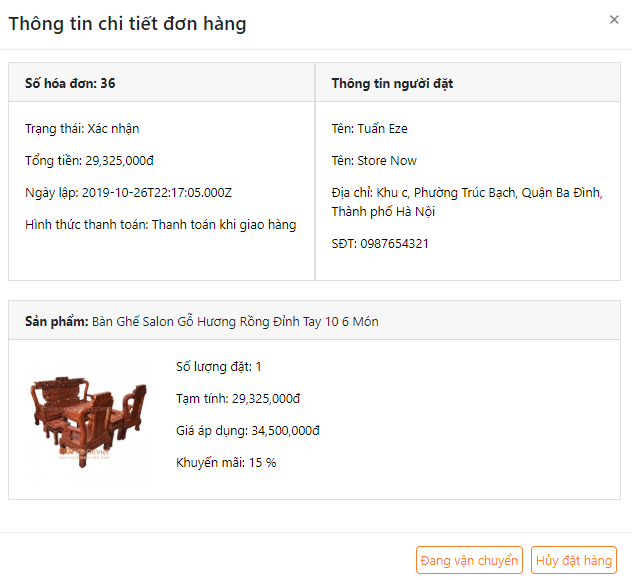 Thông tin chi tiết đơn hàng
×
Số hóa đơn: 36
Trạng thái: Xác nhận
Tổng tiền: 29,325,000đ
Ngày lập: 2019-10-26T22:17:05.000Z
Hình thức thanh toán: Thanh toán khi giao hàng
Thông tin người đặt
Tên: Tuấn Eze
Tên: Store Now
Địa chỉ: Khu c, Phường Trúc Bạch, Quận Ba Đình,
Thành phố Hà Nội
SĐT: 0987654321
Sản phẩm: Bàn Ghế Salon Gỗ Hương Rồng Đỉnh Tay 10 6 Món
Số lượng đặt: 1
Tạm tính: 29,325,000đ
Giá áp dụng: 34,500,000đ
Khuyến mãi: 15 %
Đang vận chuyển
Hủy đặt hàng